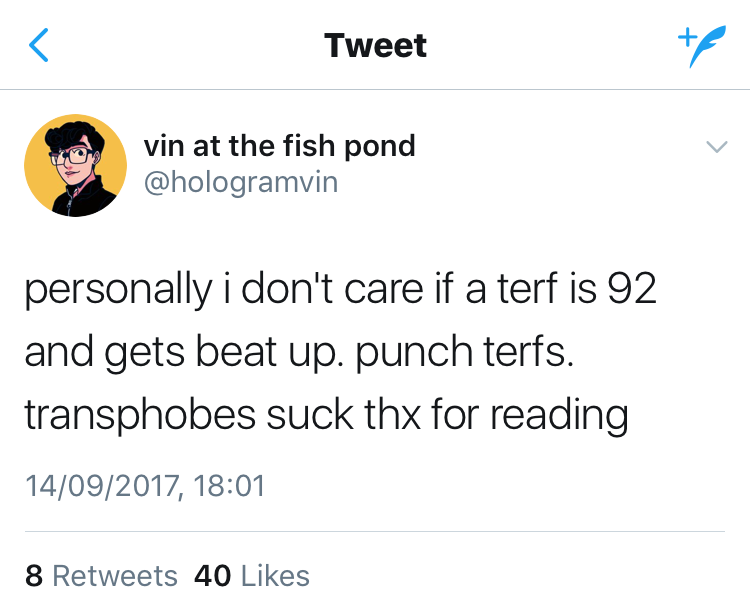 Tweet
vin at the fish pond
@hologramvin
personally i don't care if a terf is 92
and gets beat up. punch terfs.
transphobes suck thx for reading
14/09/2017, 18:01
8 Retweets 40 Likes